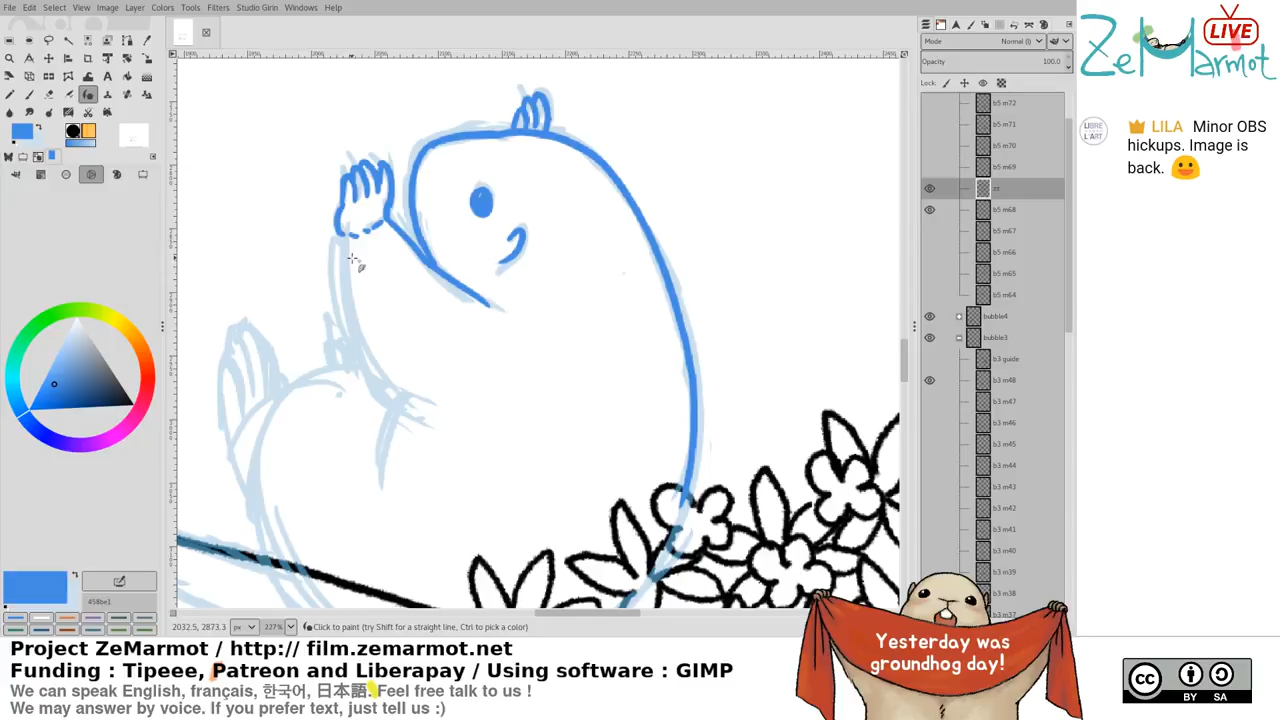 File Edit Select View Image Layer Colors Tools Filters Studio Girin Windows Help
ZeMarmot
LIVE
Mode Normal (l)
Opacity 100.0
Lock:
b5 m72
b5 m71
b5 m70
b5 m69
zz
b5 m68
b5 m67
b5 m66
b5 m65
b5 m64
bubble4
bubble3
b3 guide
b3 m48
b3 m47
b3 m46
b3 m45
b3 m44
b3 m43
b3 m42
b3 m41
b3 m40
b3 m39
b3 m38
b3 m37
LIBRE
L'ART
LILA Minor OBS
hickups. Image is
back.
458be1
2032.5, 2873.3 px 227% Click to paint (try Shift for a straight line, Ctrl to pick a color)
Project ZeMarmot / http:// film.zemarmot.net
Funding : Tipeee, Patreon and Liberapay / Using software : GIMP
We can speak English, français, 한국어, 日本語. Feel free talk to us !
We may answer by voice. If you prefer text, just tell us :)
Yesterday was
groundhog day!
CC
BY SA